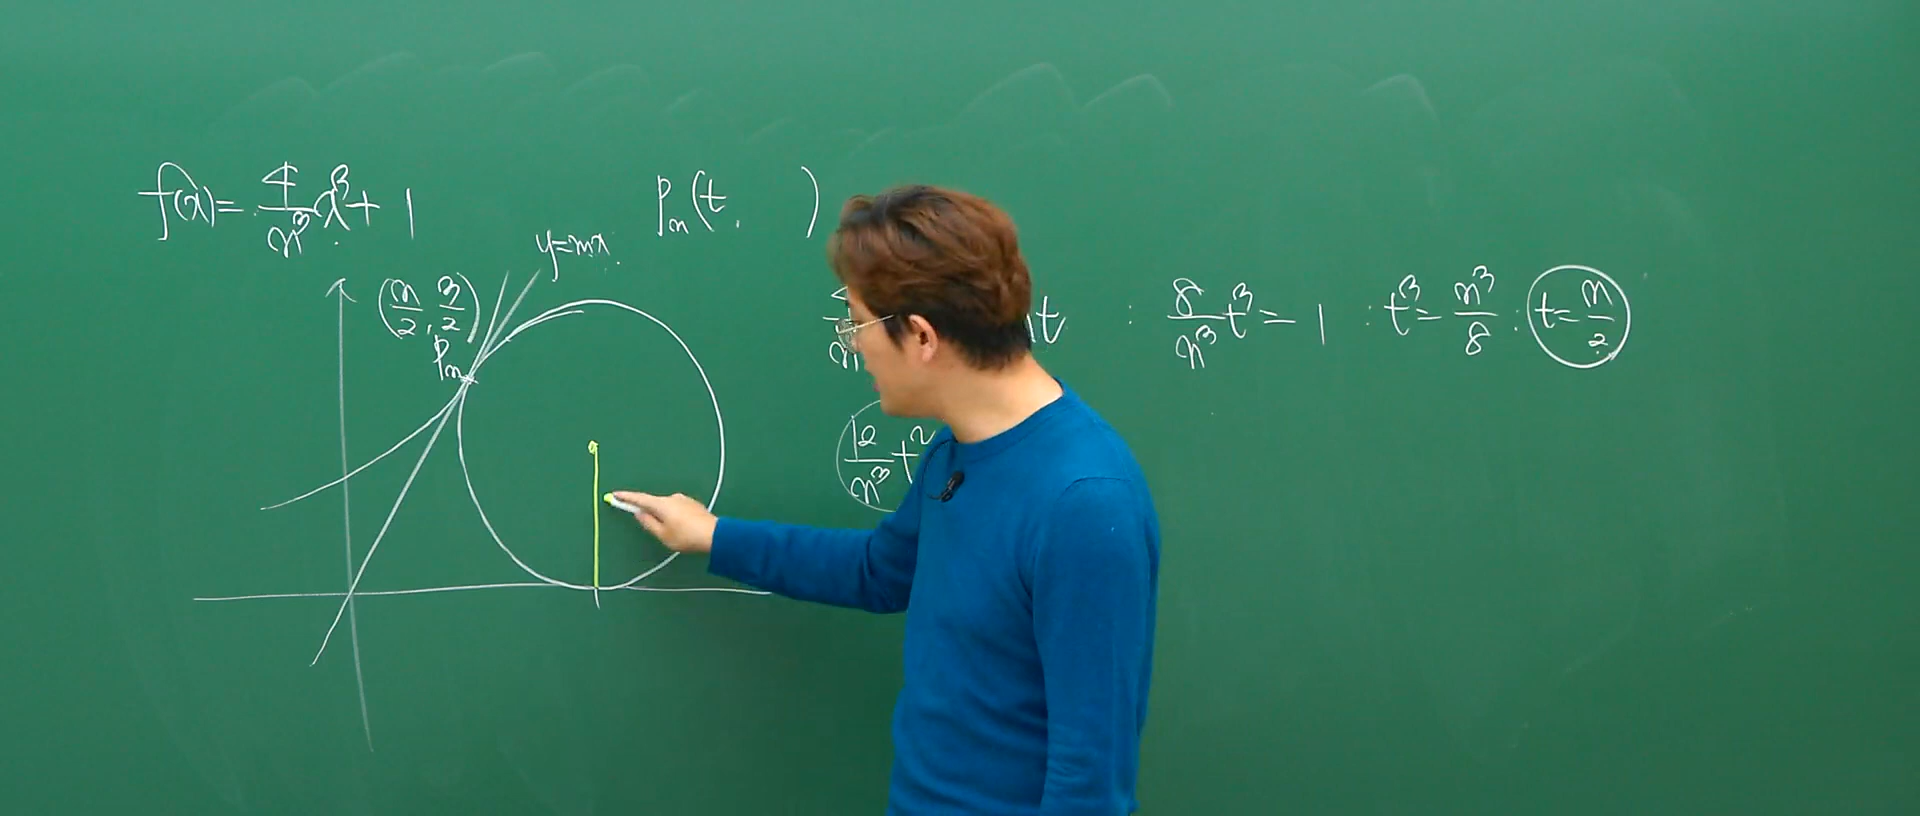 f(x)= 4/n³ x³+1
Pn(t, )
y=mx
(n/2, 3/2)
Pn
t : 8/n³ t³=1 : t³= n³/8 : t= n/2
12/n³ t²